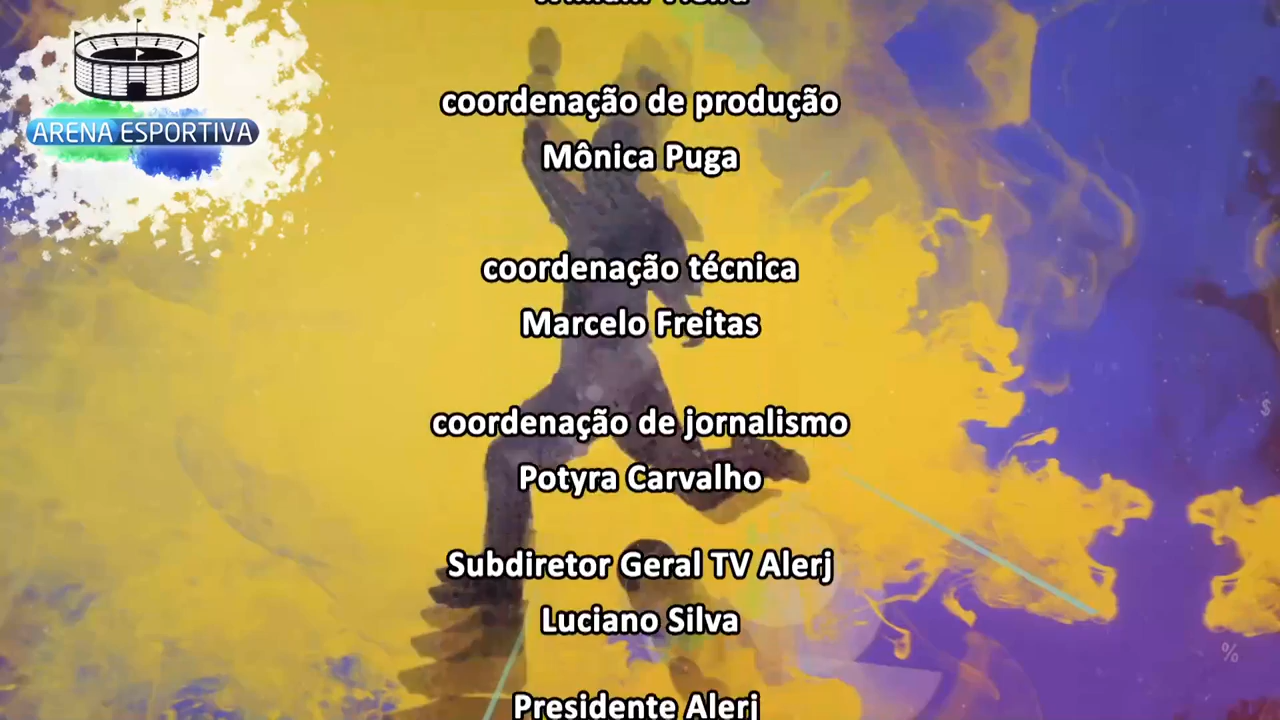 ARENA ESPORTIVA
coordenação de produção
Mônica Puga
coordenação técnica
Marcelo Freitas
coordenação de jornalismo
Potyra Carvalho
Subdiretor Geral TV Alerj
Luciano Silva
Presidente Alerj
$
%